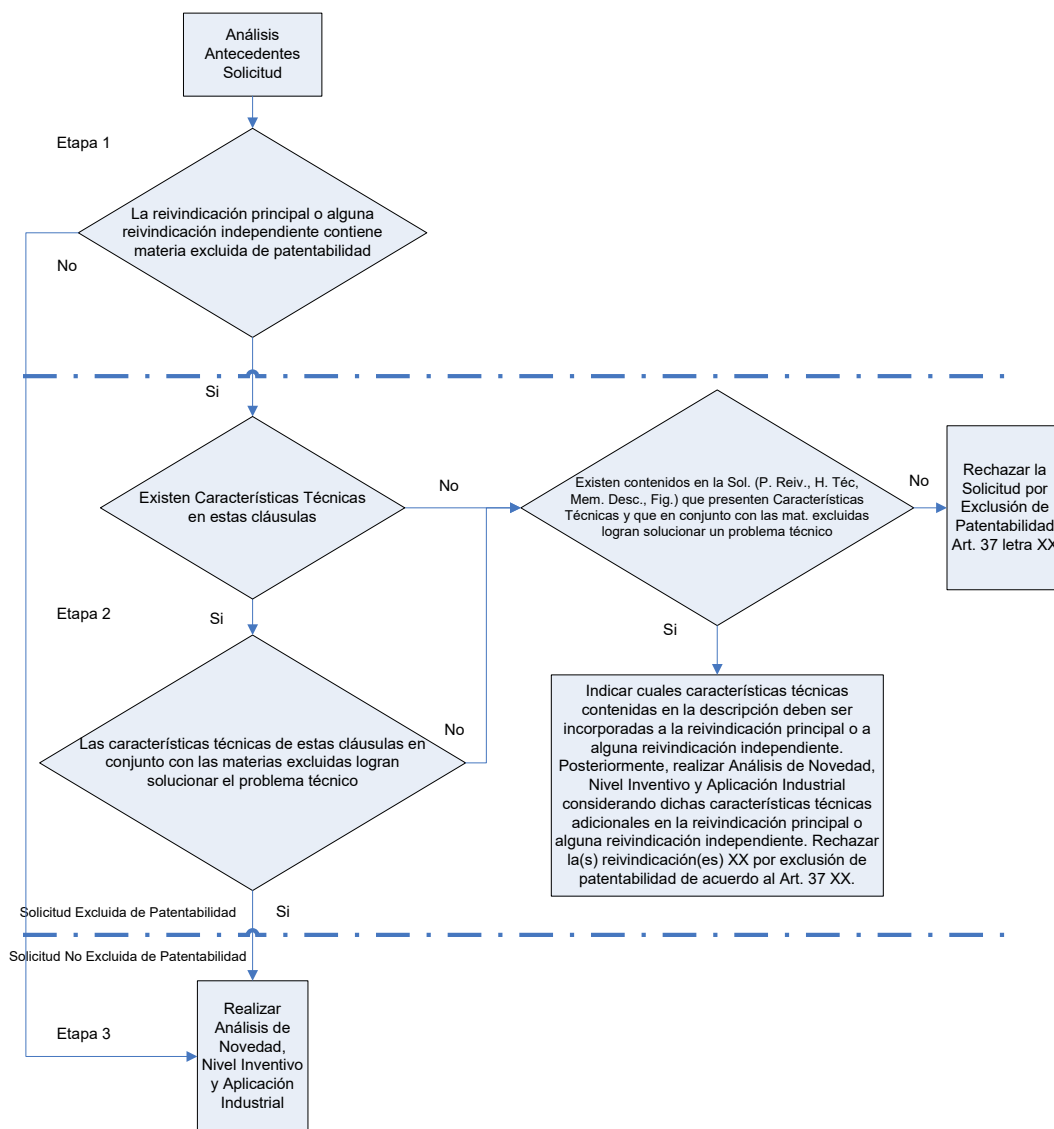 Análisis
Antecedentes
Solicitud
Etapa 1
La reivindicación principal o alguna
reivindicación independiente contiene
materia excluida de patentabilidad
No
Si
Existen Características Técnicas
en estas cláusulas
No
Existen contenidos en la Sol. (P. Reiv., H. Téc,
Mem. Desc., Fig.) que presenten Características
Técnicas y que en conjunto con las mat. excluidas
logran solucionar un problema técnico
No
Rechazar la
Solicitud por
Exclusión de
Patentabilidad
Art. 37 letra XX
Etapa 2
Si
Si
Las características técnicas de estas cláusulas en
conjunto con las materias excluidas logran
solucionar el problema técnico
No
Indicar cuales características técnicas
contenidas en la descripción deben ser
incorporadas a la reivindicación principal o a
alguna reivindicación independiente.
Posteriormente, realizar Análisis de Novedad,
Nivel Inventivo y Aplicación Industrial
considerando dichas características técnicas
adicionales en la reivindicación principal o
alguna reivindicación independiente. Rechazar
la(s) reivindicación(es) XX por exclusión de
patentabilidad de acuerdo al Art. 37 XX.
Solicitud Excluida de Patentabilidad
Si
Solicitud No Excluida de Patentabilidad
Etapa 3
Realizar
Análisis de
Novedad,
Nivel Inventivo
y Aplicación
Industrial